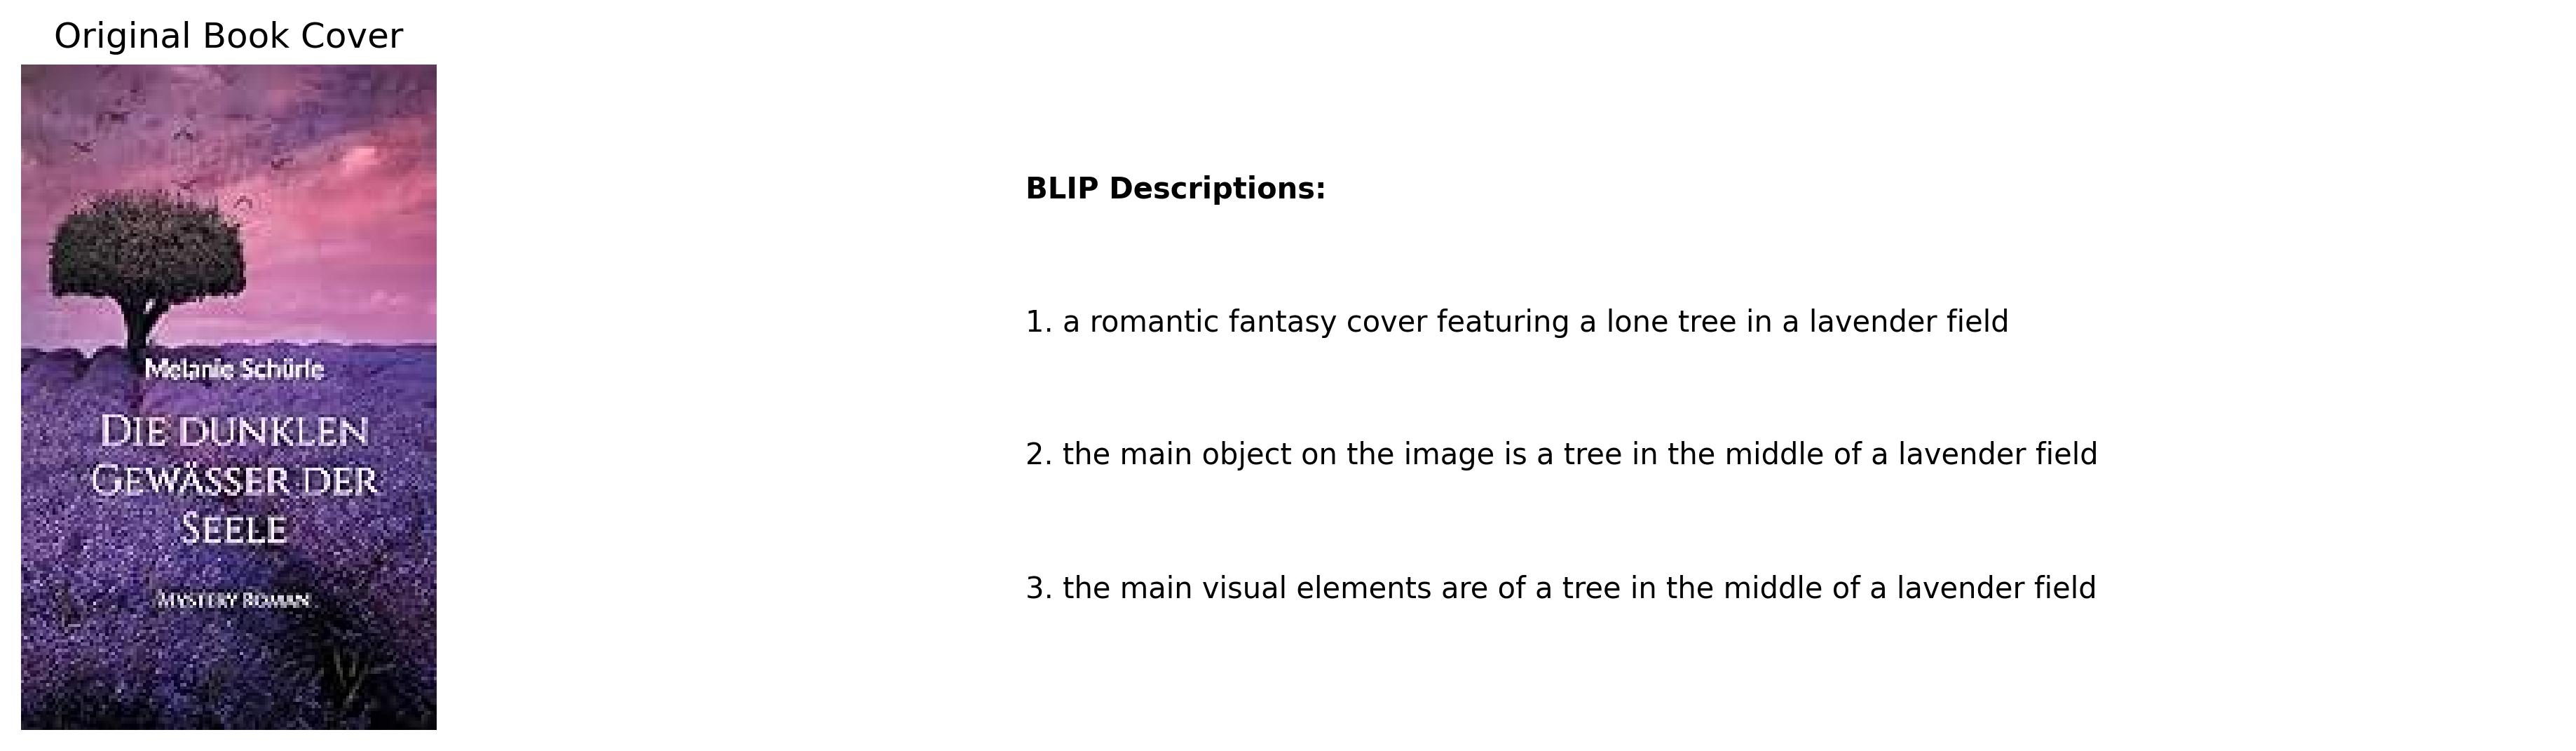 Original Book Cover
Melanie Schürle
DIE DUNKLEN
GEWÄSSER DER
SEELE
MYSTERY ROMAN
BLIP Descriptions:
1. a romantic fantasy cover featuring a lone tree in a lavender field
2. the main object on the image is a tree in the middle of a lavender field
3. the main visual elements are of a tree in the middle of a lavender field